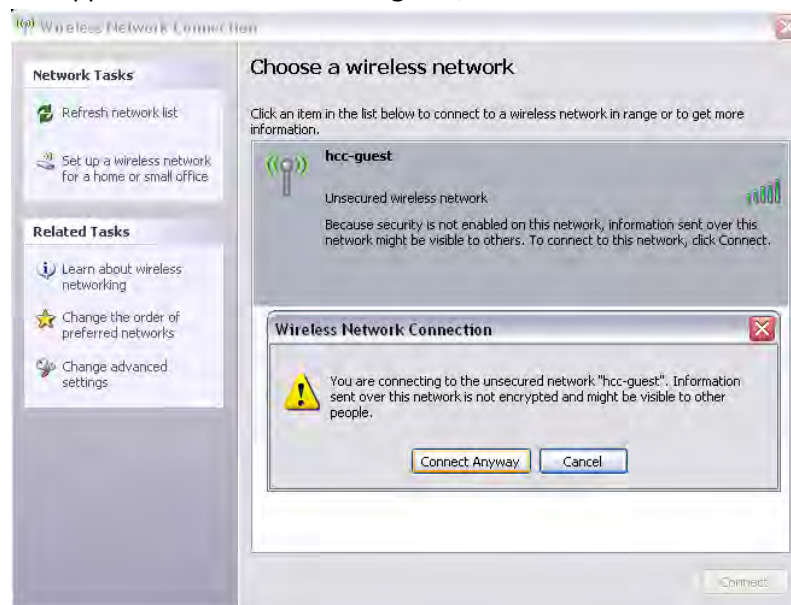 Wireless Network Connection
Network Tasks
Refresh network list
Set up a wireless network
for a home or small office
Related Tasks
Learn about wireless
networking
Change the order of
preferred networks
Change advanced
settings
Choose a wireless network
Click an item in the list below to connect to a wireless network in range or to get more
information.
hcc-guest
Unsecured wireless network
Because security is not enabled on this network, information sent over this
network might be visible to others. To connect to this network, click Connect.
Wireless Network Connection
You are connecting to the unsecured network "hcc-guest". Information
sent over this network is not encrypted and might be visible to other
people.
Connect Anyway
Cancel
Connect